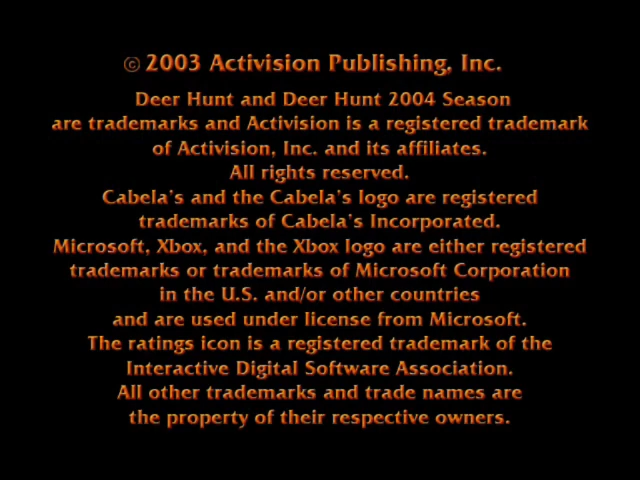 © 2003 Activision Publishing, Inc.
Deer Hunt and Deer Hunt 2004 Season
are trademarks and Activision is a registered trademark
of Activision, Inc. and its affiliates.
All rights reserved.
Cabela's and the Cabela's logo are registered
trademarks of Cabela's Incorporated.
Microsoft, Xbox, and the Xbox logo are either registered
trademarks or trademarks of Microsoft Corporation
in the U.S. and/or other countries
and are used under license from Microsoft.
The ratings icon is a registered trademark of the
Interactive Digital Software Association.
All other trademarks and trade names are
the property of their respective owners.